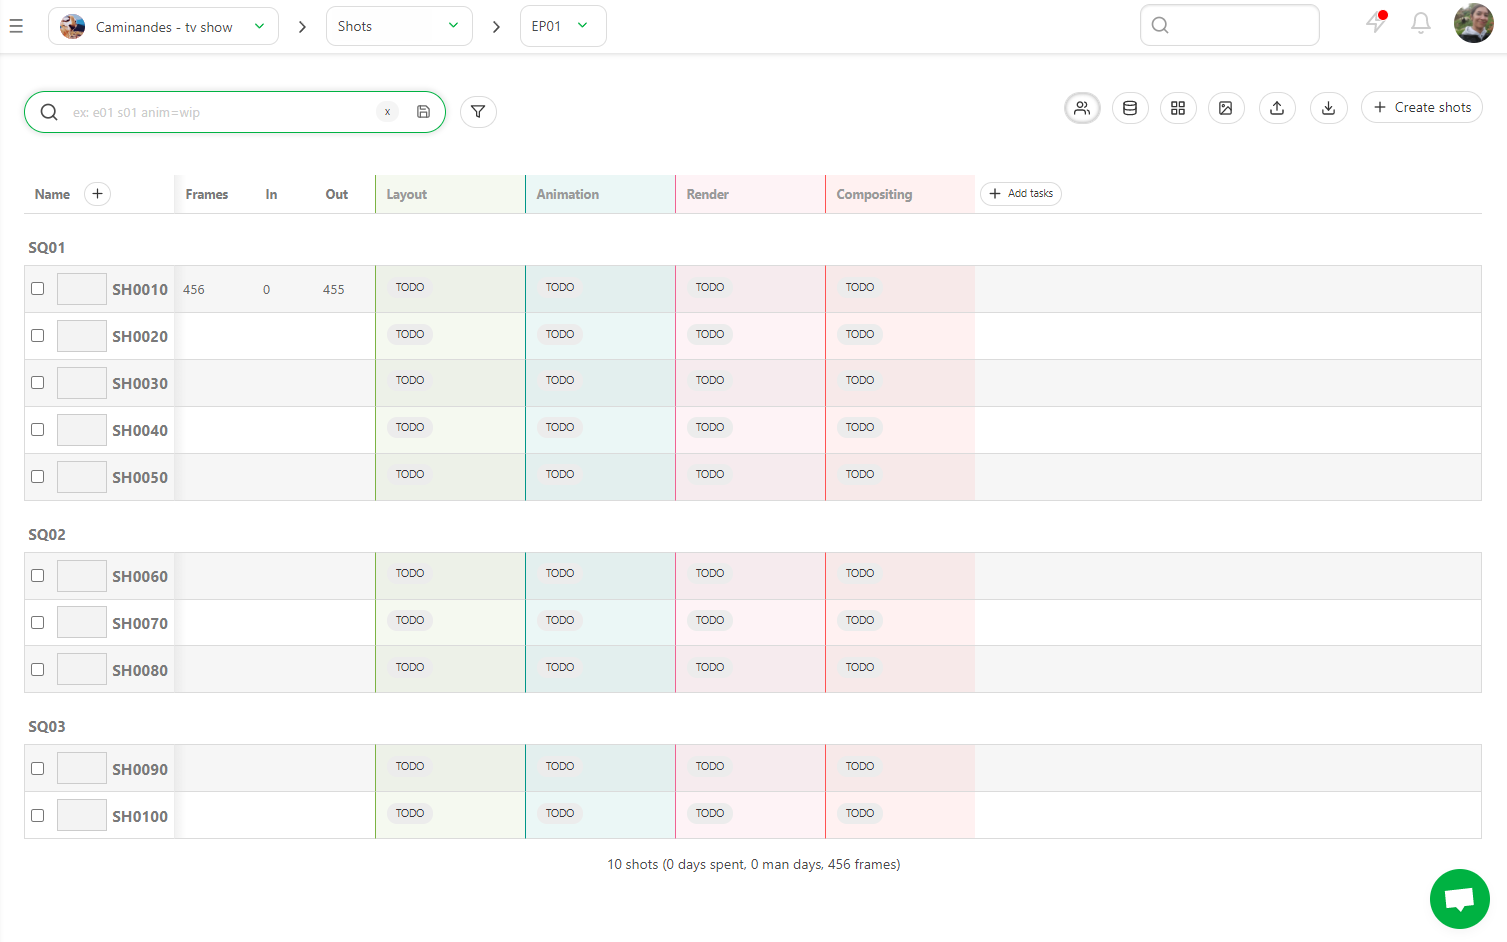 Caminandes - tv show Shots EP01
ex: e01 s01 anim=wip x Create shots
Name Frames In Out Layout Animation Render Compositing Add tasks
SQ01
SH0010 456 0 455 TODO TODO TODO TODO
SH0020 TODO TODO TODO TODO
SH0030 TODO TODO TODO TODO
SH0040 TODO TODO TODO TODO
SH0050 TODO TODO TODO TODO
SQ02
SH0060 TODO TODO TODO TODO
SH0070 TODO TODO TODO TODO
SH0080 TODO TODO TODO TODO
SQ03
SH0090 TODO TODO TODO TODO
SH0100 TODO TODO TODO TODO
10 shots (0 days spent, 0 man days, 456 frames)